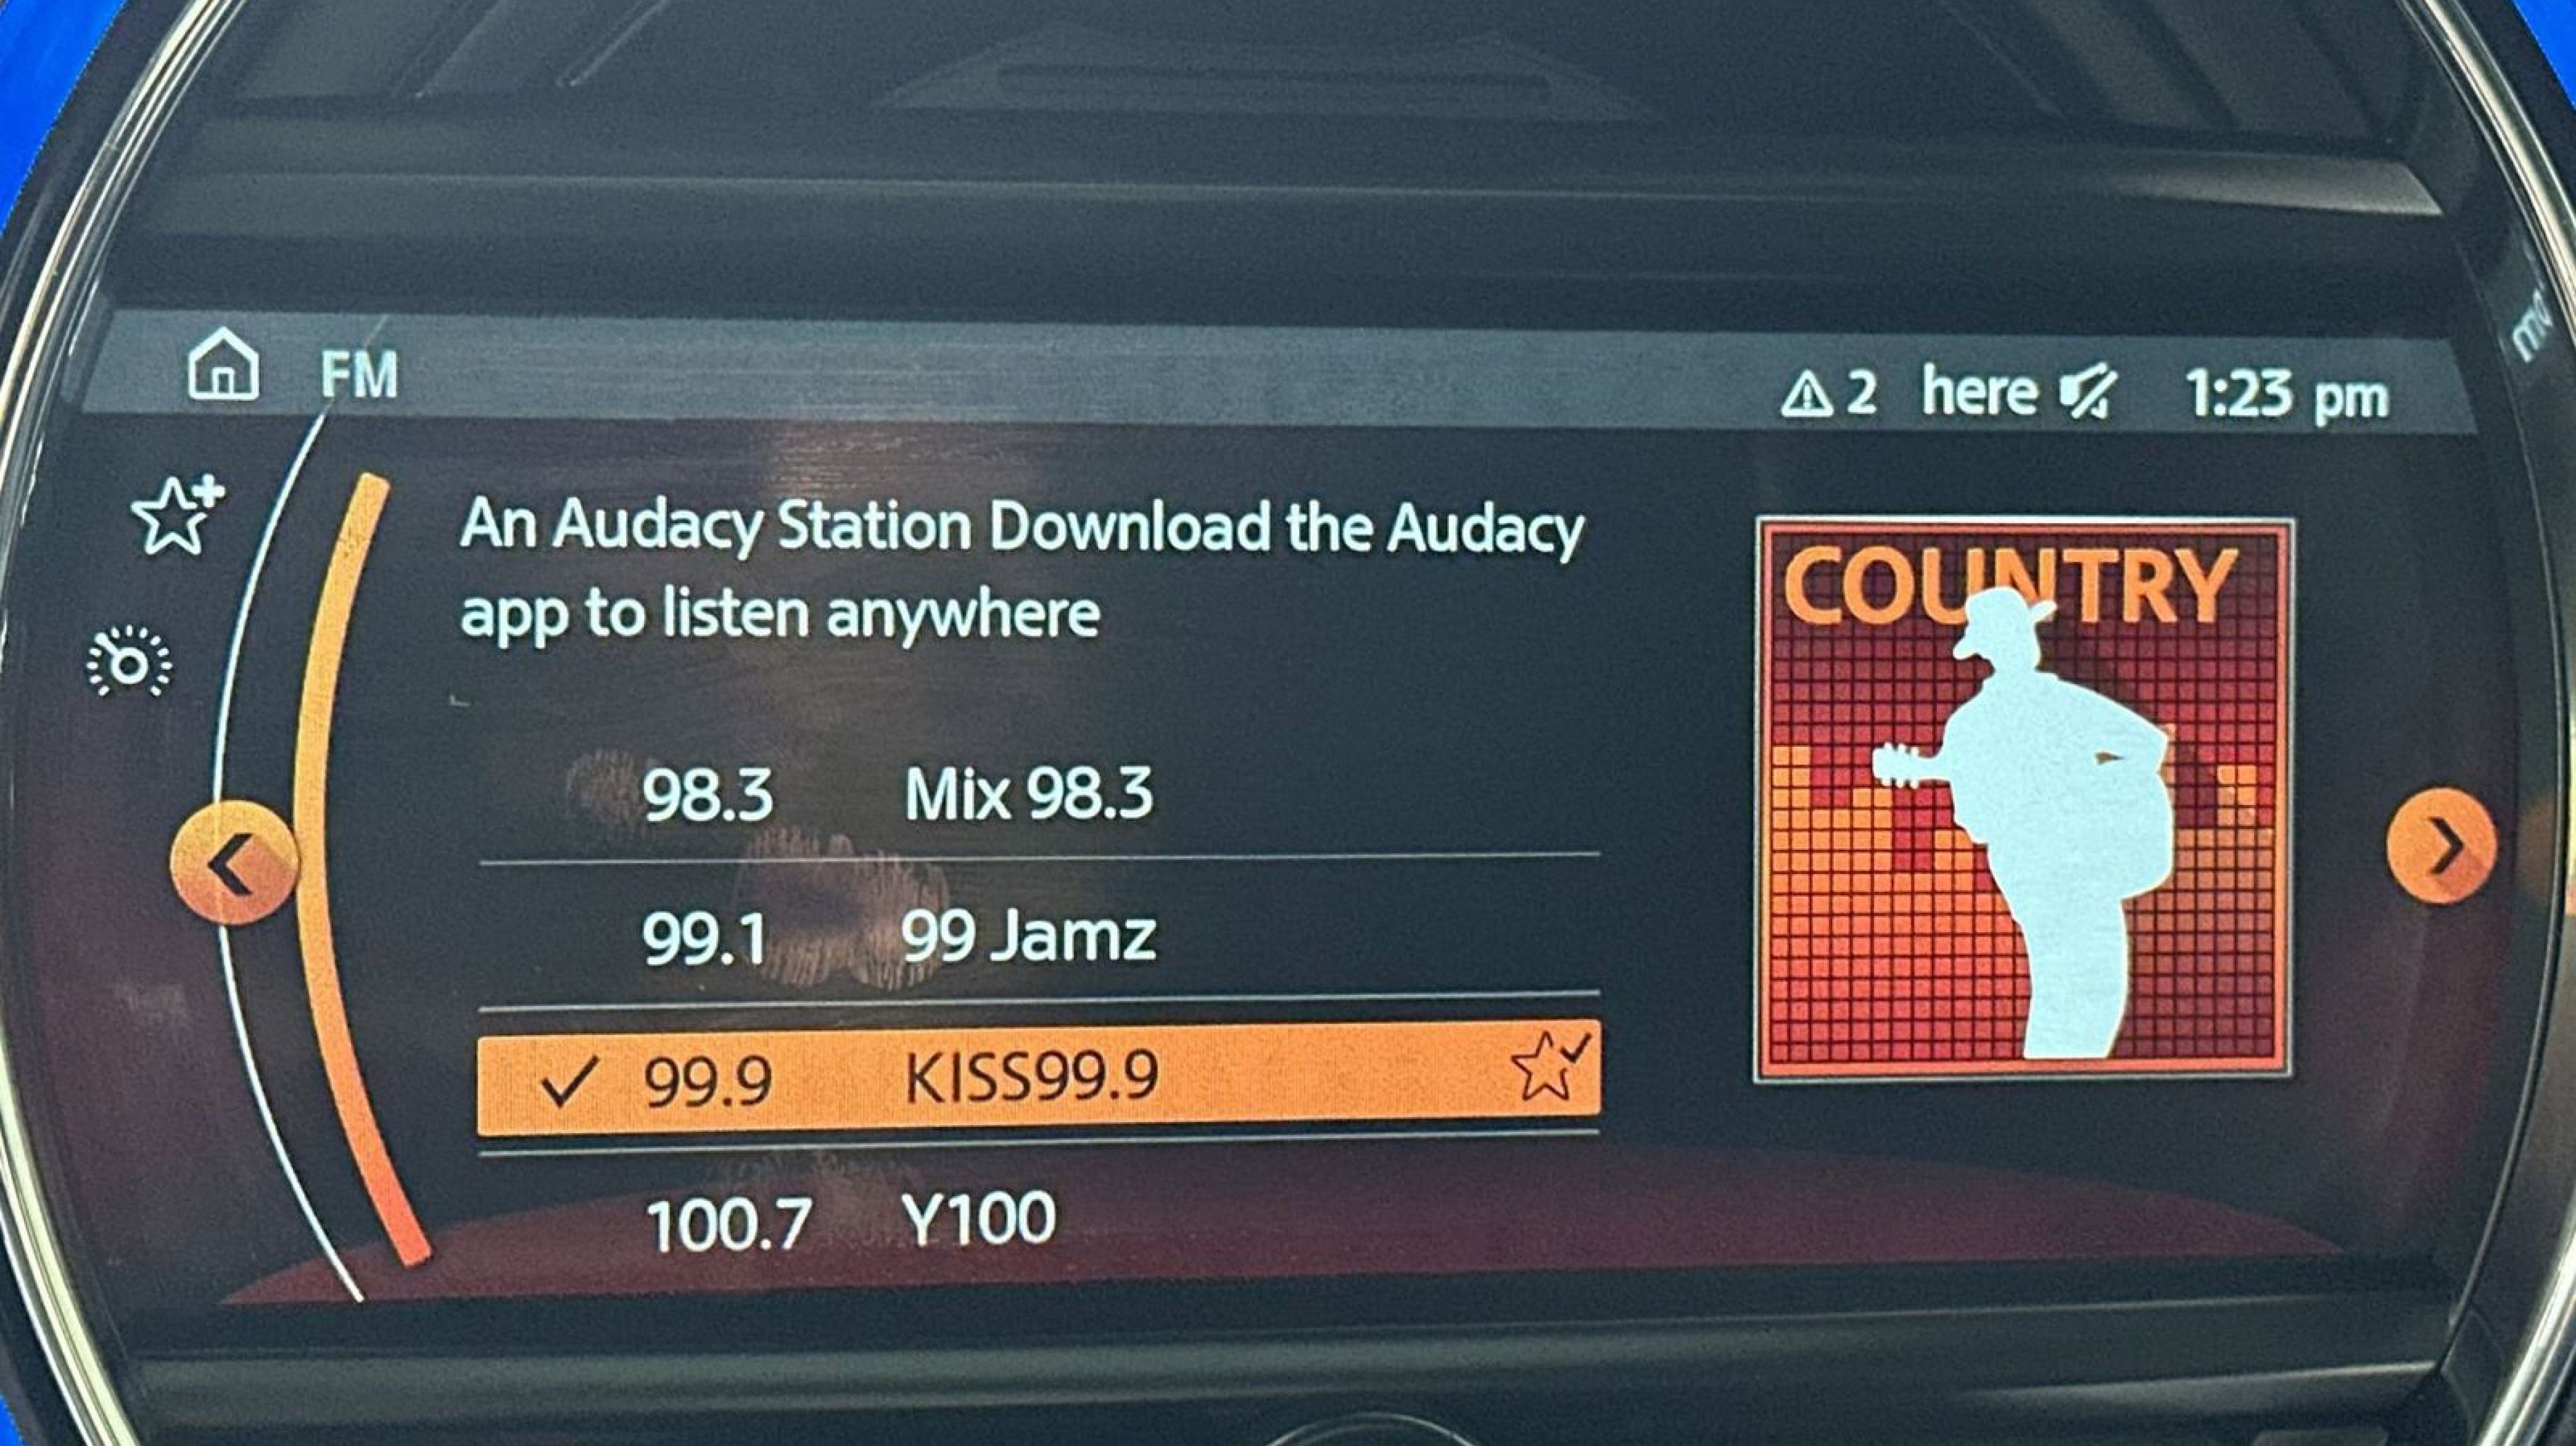 FM
2 here 1:23 pm
An Audacy Station Download the Audacy
app to listen anywhere
98.3 Mix 98.3
99.1 99 Jamz
99.9 KISS99.9
100.7 Y100
COUNTRY